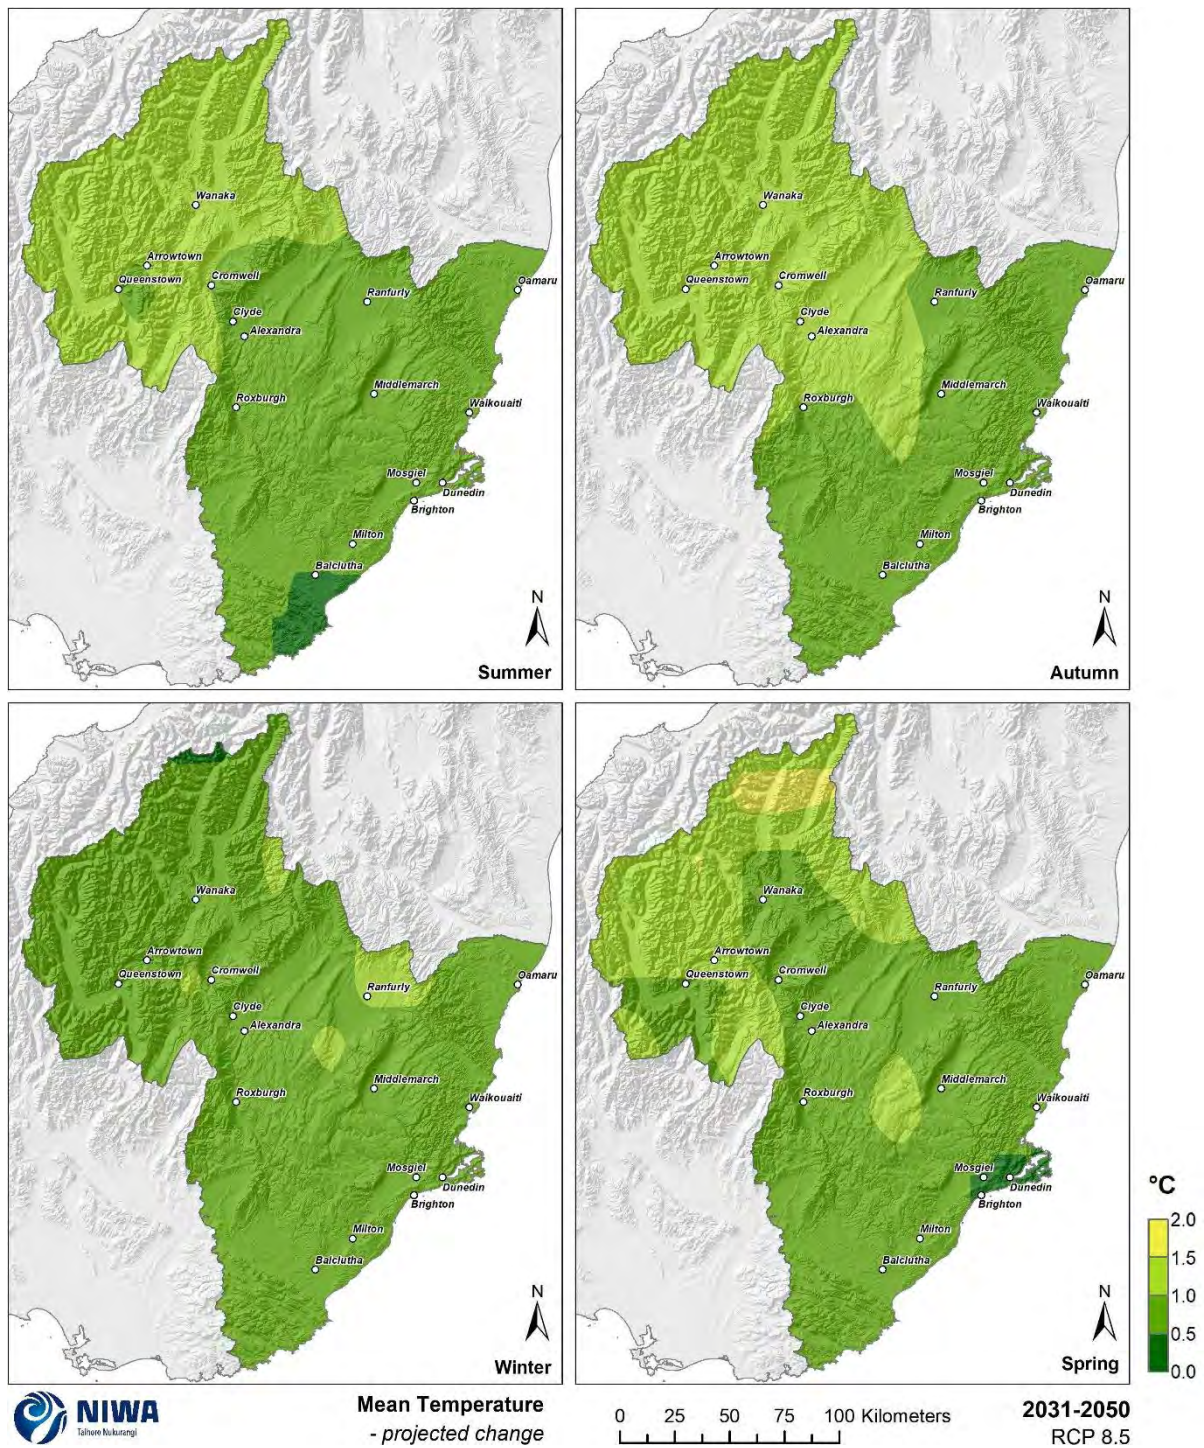 Wanaka
Arrowtown
Queenstown
Cromwell
Clyde
Alexandra
Ranfurly
Oamaru
Roxburgh
Middlemarch
Waikouaiti
Mosgiel
Dunedin
Brighton
Milton
Balclutha
N
Summer
Wanaka
Arrowtown
Queenstown
Cromwell
Clyde
Alexandra
Ranfurly
Oamaru
Roxburgh
Middlemarch
Waikouaiti
Mosgiel
Dunedin
Brighton
Milton
Balclutha
N
Autumn
Wanaka
Arrowtown
Queenstown
Cromwell
Clyde
Alexandra
Ranfurly
Oamaru
Roxburgh
Middlemarch
Waikouaiti
Mosgiel
Dunedin
Brighton
Milton
Balclutha
N
Winter
Wanaka
Arrowtown
Queenstown
Cromwell
Clyde
Alexandra
Ranfurly
Oamaru
Roxburgh
Middlemarch
Waikouaiti
Mosgiel
Dunedin
Brighton
Milton
Balclutha
N
Spring
°C
2.0
1.5
1.0
0.5
0.0
NIWA
Taihoro Nukurangi
Mean Temperature
- projected change
0 25 50 75 100 Kilometers
2031-2050
RCP 8.5